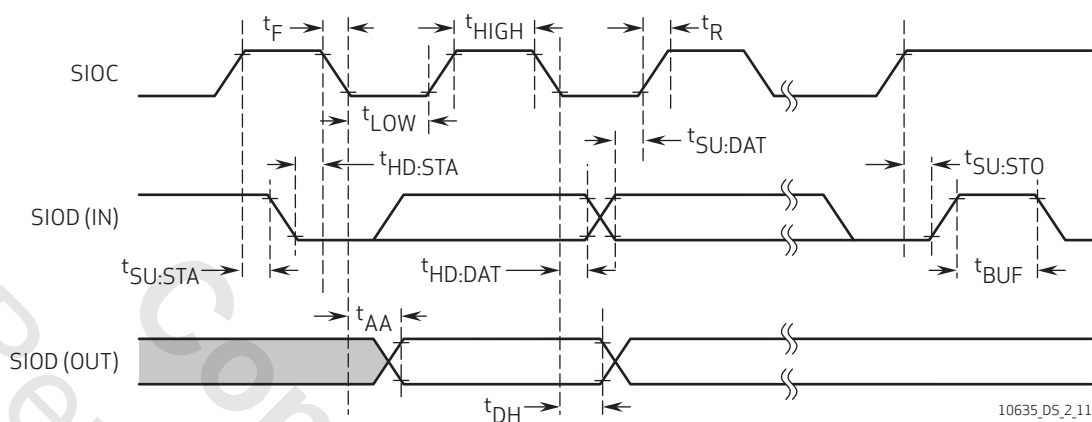 tF
tHIGH
tR
SIOC
tLOW
tSU:DAT
tHD:STA
tSU:STO
SIOD (IN)
tSU:STA
tHD:DAT
tBUF
tAA
SIOD (OUT)
tDH
10635_DS_2_11